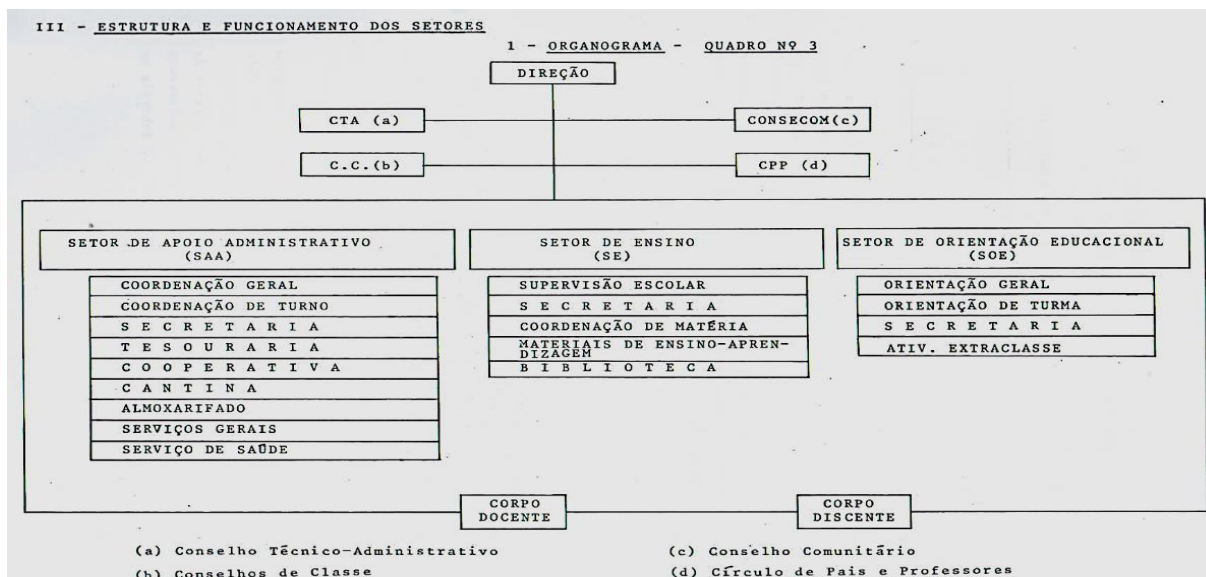 III - ESTRUTURA E FUNCIONAMENTO DOS SETORES
1 - ORGANOGRAMA - QUADRO Nº 3
DIREÇÃO
CTA (a)
CONSECOM(c)
C.C.(b)
CPP (d)
SETOR DE APOIO ADMINISTRATIVO
(SAA)
COORDENAÇÃO GERAL
COORDENAÇÃO DE TURNO
S E C R E T A R I A
T E S O U R A R I A
C O O P E R A T I V A
C A N T I N A
ALMOXARIFADO
SERVIÇOS GERAIS
SERVIÇO DE SAÚDE
SETOR DE ENSINO
(SE)
SUPERVISÃO ESCOLAR
S E C R E T A R I A
COORDENAÇÃO DE MATÉRIA
MATERIAIS DE ENSINO-APREN-
DIZAGEM
B I B L I O T E C A
SETOR DE ORIENTAÇÃO EDUCACIONAL
(SOE)
ORIENTAÇÃO GERAL
ORIENTAÇÃO DE TURMA
S E C R E T A R I A
ATIV. EXTRACLASSE
CORPO
DOCENTE
CORPO
DISCENTE
(a) Conselho Técnico-Administrativo
(c) Conselho Comunitário
(b) Conselhos de Classe
(d) Círculo de Pais e Professores